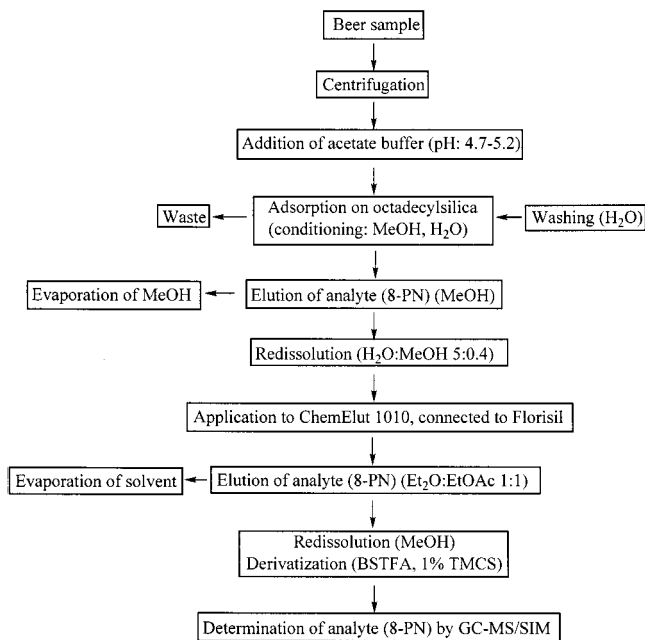 Beer sample
Centrifugation
Addition of acetate buffer (pH: 4.7-5.2)
Waste
Adsorption on octadecylsilica
(conditioning: MeOH, H₂O)
Washing (H₂O)
Evaporation of MeOH
Elution of analyte (8-PN) (MeOH)
Redissolution (H₂O:MeOH 5:0.4)
Application to ChemElut 1010, connected to Florisil
Evaporation of solvent
Elution of analyte (8-PN) (Et₂O:EtOAc 1:1)
Redissolution (MeOH)
Derivatization (BSTFA, 1% TMCS)
Determination of analyte (8-PN) by GC-MS/SIM